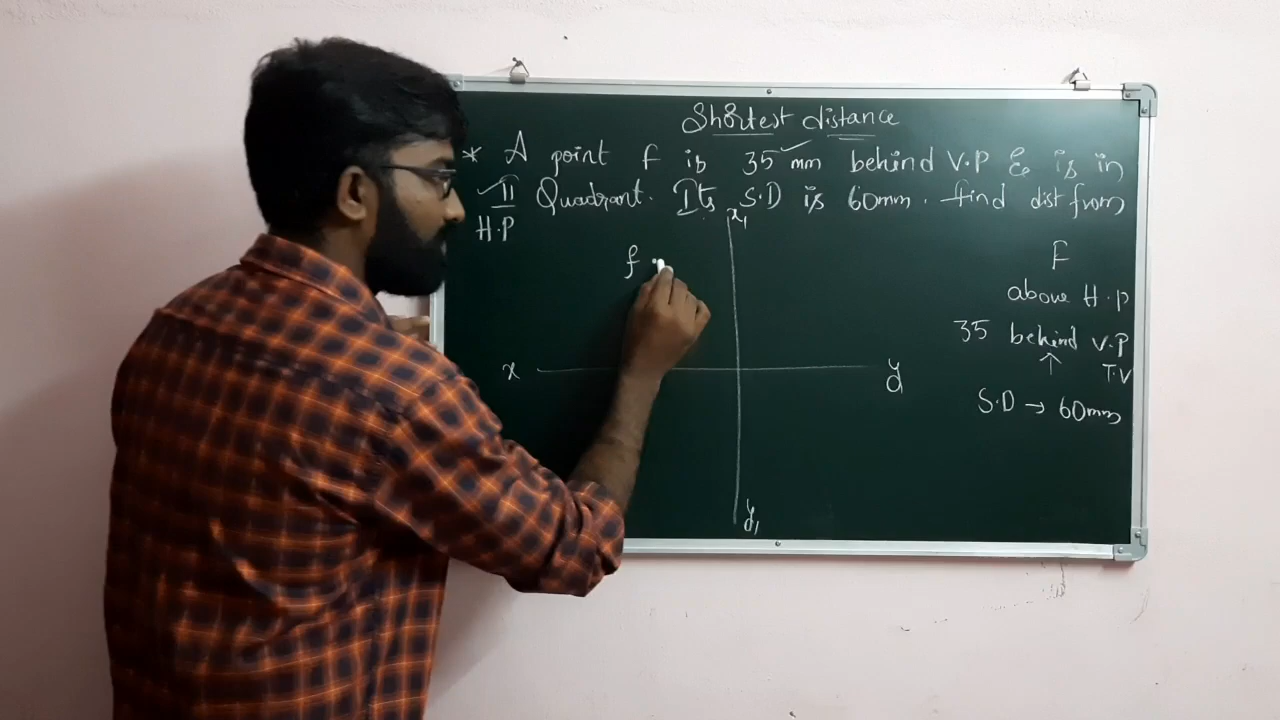 Shortest distance
* A point f is 35 mm behind V.P & is in
II Quadrant. Its S.D is 60mm. find dist from
H.P
x₁
f
F
above H.P
35 behind V.P
T.V
x
y
S.D → 60mm
y₁